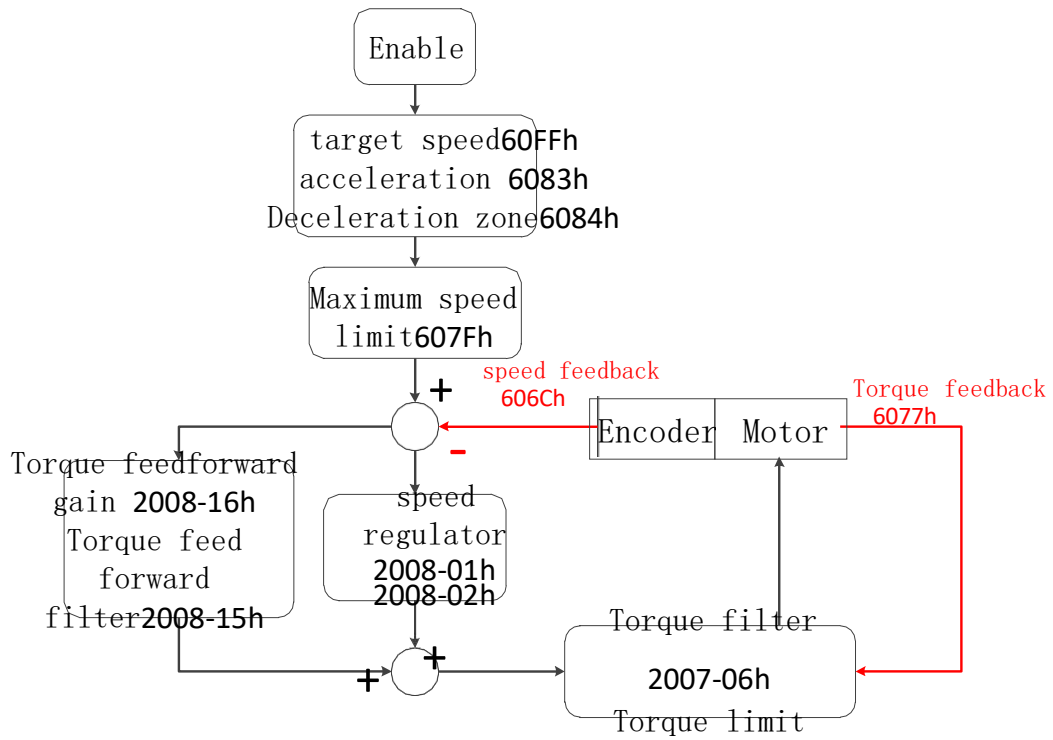 Enable
target speed60FFh
acceleration 6083h
Deceleration zone6084h
Maximum speed
limit607Fh
+
speed feedback
606Ch
Torque feedback
6077h
-
Encoder
Motor
Torque feedforward
gain 2008-16h
Torque feed
forward
filter2008-15h
speed
regulator
2008-01h
2008-02h
+
+
Torque filter
2007-06h
Torque limit